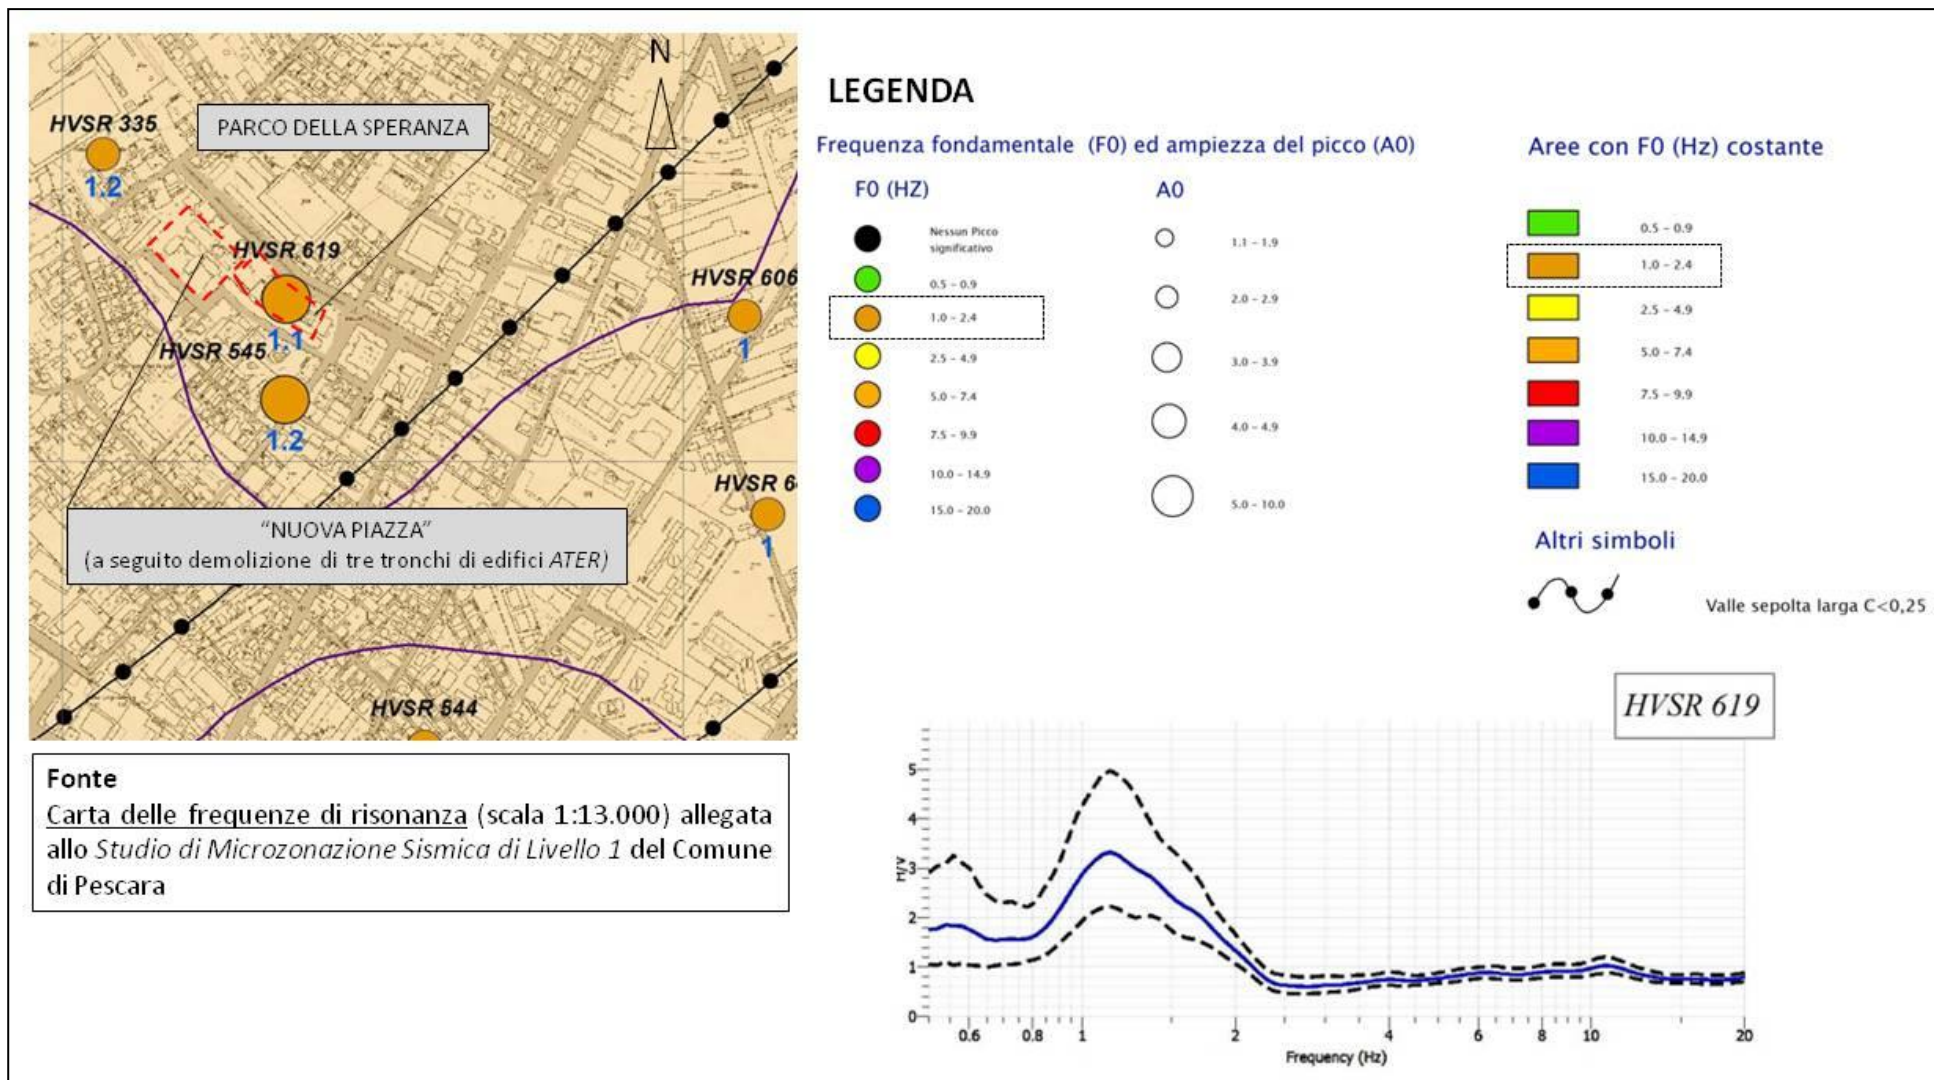 N
HVSR 335
PARCO DELLA SPERANZA
1.2
HVSR 619
HVSR 606
1.1
1
HVSR 545
1.2
HVSR 6
1
"NUOVA PIAZZA"
(a seguito demolizione di tre tronchi di edifici ATER)
HVSR 544
Fonte
Carta delle frequenze di risonanza (scala 1:13.000) allegata
allo Studio di Microzonazione Sismica di Livello 1 del Comune
di Pescara
LEGENDA
Frequenza fondamentale (F0) ed ampiezza del picco (A0)
F0 (HZ)
Nessun Picco
significativo
0.5 – 0.9
1.0 – 2.4
2.5 – 4.9
5.0 – 7.4
7.5 – 9.9
10.0 – 14.9
15.0 – 20.0
A0
1.1 – 1.9
2.0 – 2.9
3.0 – 3.9
4.0 – 4.9
5.0 – 10.0
Aree con F0 (Hz) costante
0.5 – 0.9
1.0 – 2.4
2.5 – 4.9
5.0 – 7.4
7.5 – 9.9
10.0 – 14.9
15.0 – 20.0
Altri simboli
Valle sepolta larga C<0,25
HVSR 619
5
4
3
2
1
0
H/V
0.6 0.8 1 2 4 6 8 10 20
Frequency (Hz)